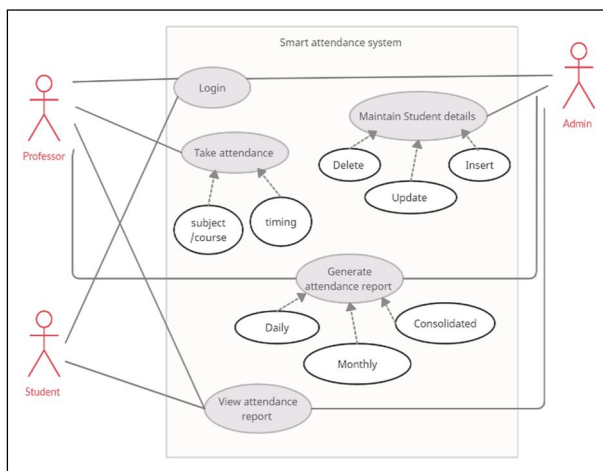 Smart attendance system
Login
Professor
Admin
Maintain Student details
Take attendance
Delete
Insert
Update
subject
/course
timing
Generate
attendance report
Daily
Consolidated
Monthly
Student
View attendance
report